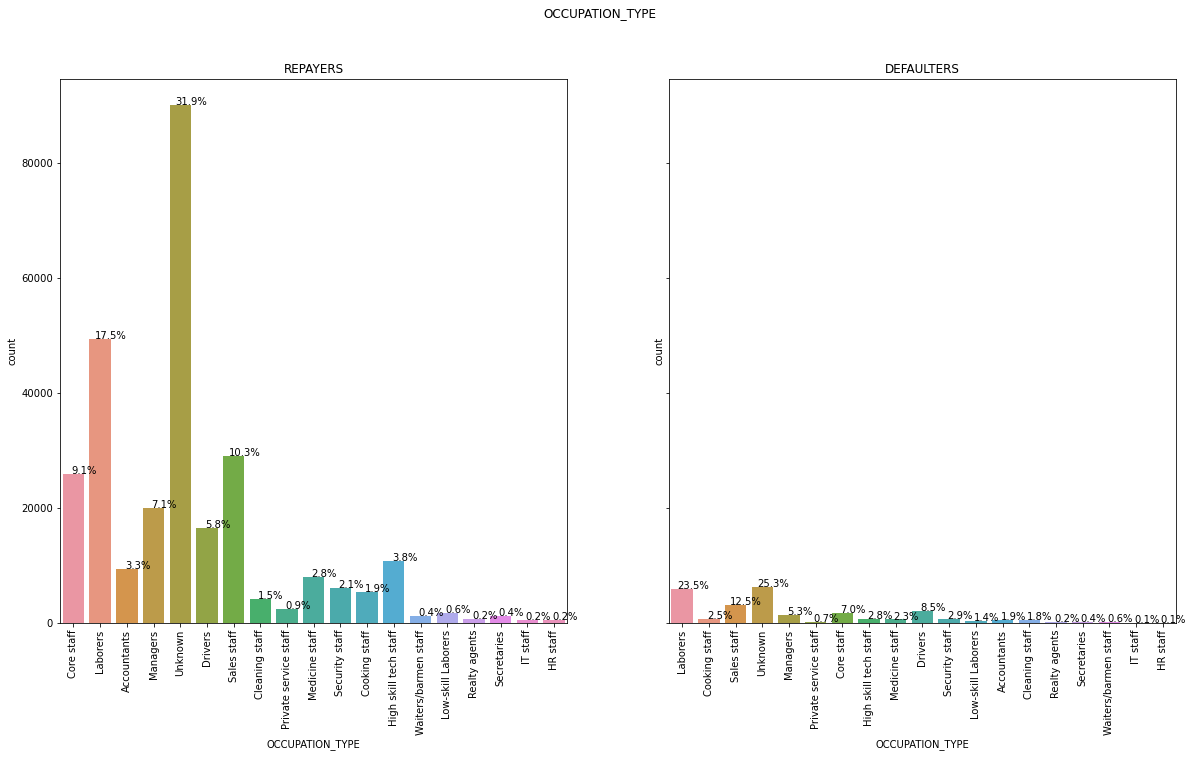 OCCUPATION_TYPE
REPAYERS
count
80000
60000
40000
20000
0
9.1%
17.5%
3.3%
7.1%
31.9%
5.8%
10.3%
1.5%
0.9%
2.8%
2.1%
1.9%
3.8%
0.4%
0.6%
0.2%
0.4%
0.2%
0.2%
Core staff
Laborers
Accountants
Managers
Unknown
Drivers
Sales staff
Cleaning staff
Private service staff
Medicine staff
Security staff
Cooking staff
High skill tech staff
Waiters/barmen staff
Low-skill Laborers
Realty agents
Secretaries
IT staff
HR staff
OCCUPATION_TYPE
DEFAULTERS
count
23.5%
2.5%
12.5%
25.3%
5.3%
0.7%
7.0%
2.8%
2.3%
8.5%
2.9%
1.4%
1.9%
1.8%
0.2%
0.4%
0.6%
0.1%
0.1%
Laborers
Cooking staff
Sales staff
Unknown
Managers
Private service staff
Core staff
High skill tech staff
Medicine staff
Drivers
Security staff
Low-skill Laborers
Accountants
Cleaning staff
Realty agents
Secretaries
Waiters/barmen staff
IT staff
HR staff
OCCUPATION_TYPE